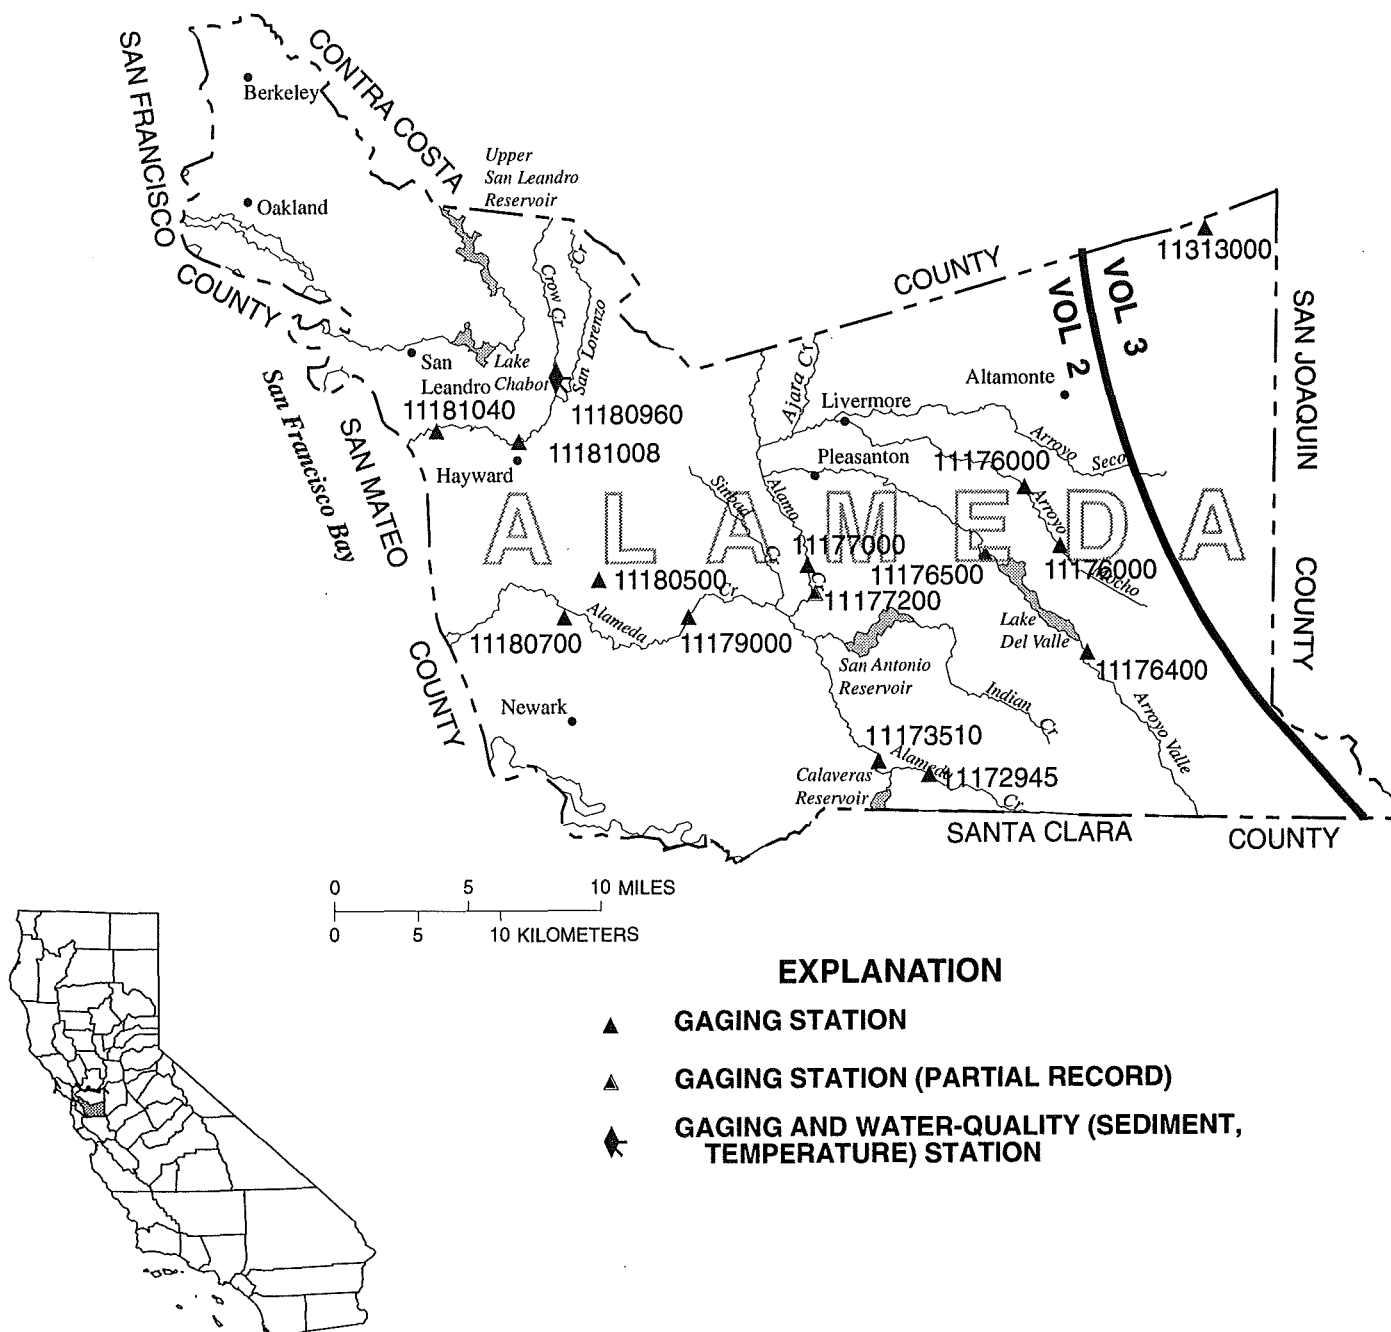 SAN FRANCISCO
COUNTY
CONTRA COSTA
COUNTY
Berkeley
Oakland
Upper
San Leandro
Reservoir
Crow Cr
San Lorenzo
Cr
San
Leandro
Lake
Chabot
11181040
11180960
11181008
Hayward
San Francisco Bay
SAN MATEO
COUNTY
11313000
VOL 2
VOL 3
SAN JOAQUIN
COUNTY
Altamonte
Ajara Cr
Livermore
Pleasanton
Arroyo
Seco
11176000
Arroyo
Mocho
ALAMEDA
Sinbad
Cr
Alamo
Cr
11177000
11176500
11176000
11177200
11180500
Alameda
Cr
11180700
11179000
Lake
Del Valle
San Antonio
Reservoir
11176400
Indian
Cr
Arroyo Valle
Newark
11173510
Alameda
Cr
11172945
Calaveras
Reservoir
SANTA CLARA
COUNTY
0 5 10 MILES
0 5 10 KILOMETERS
EXPLANATION
GAGING STATION
GAGING STATION (PARTIAL RECORD)
GAGING AND WATER-QUALITY (SEDIMENT,
TEMPERATURE) STATION